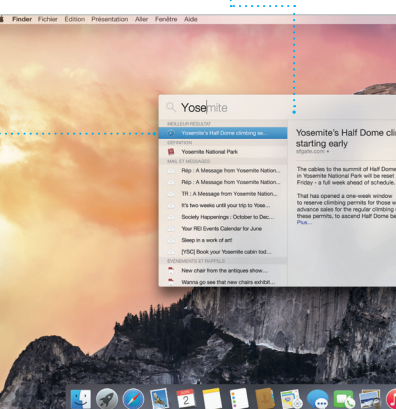 Finder Fichier Édition Présentation Aller Fenêtre Aide
Yosemite
MEILLEUR RÉSULTAT
Yosemite's Half Dome climbing se...
DÉFINITION
Yosemite National Park
MAIL ET MESSAGES
Rép : A Message from Yosemite Nation...
Rép : A Message from Yosemite Nation...
TR : A Message from Yosemite Nation...
It's two weeks until your trip to Yose...
Society Happenings : October to Dec...
Your REI Events Calendar for June
Sleep in a work of art!
[YSC] Book your Yosemite cabin tod...
ÉVÉNEMENTS ET RAPPELS
New chair from the antiques show...
Wanna go see that new chairs exhibit...
Yosemite's Half Dome cli
starting early
sfgate.com
The cables to the summit of Half Dome
in Yosemite National Park will be reset
Friday - a full week ahead of schedule.
That has opened a one-week window
to reserve climbing permits for those w
advance sales for the regular climbing
these permits, to ascend Half Dome be
Plus...
2